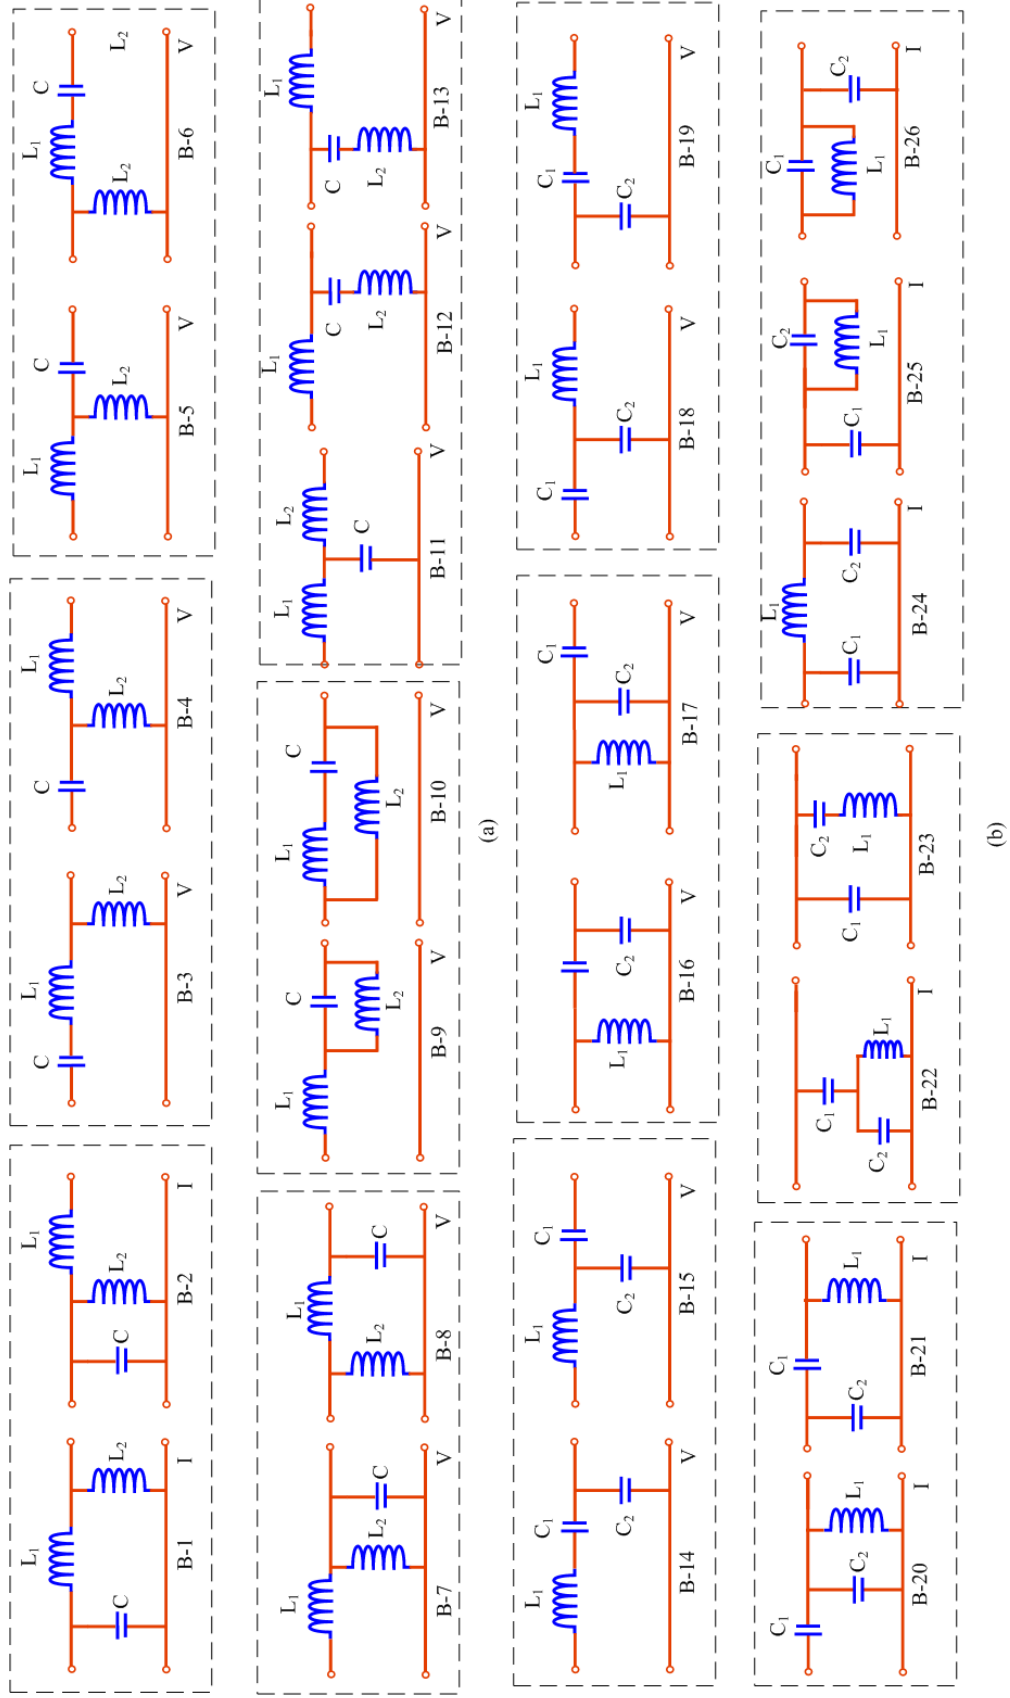 L₁
C
L₂
B-1
I
L₁
C
L₂
B-2
I
C
L₁
L₂
B-3
V
C
L₁
L₂
B-4
V
L₁
C
L₂
B-5
V
L₁
C
L₂
L₂
B-6
V
L₁
L₂
C
B-7
V
L₁
L₂
C
B-8
V
L₁
C
L₂
B-9
V
L₁
C
L₂
B-10
V
L₁
L₂
C
B-11
V
L₁
C
L₂
B-12
V
L₁
C
L₂
B-13
V
(a)
L₁
C₁
C₂
B-14
V
L₁
C₁
C₂
B-15
V
L₁
C₂
B-16
V
C₁
L₁
C₂
B-17
V
C₁
L₁
C₂
B-18
V
C₁
L₁
C₂
B-19
V
C₁
C₂
L₁
B-20
I
C₁
C₂
L₁
B-21
I
C₁
C₂
L₁
B-22
I
C₁
C₂
L₁
B-23
L₁
C₁
C₂
B-24
I
C₂
C₁
L₁
B-25
I
C₁
L₁
C₂
B-26
I
(b)